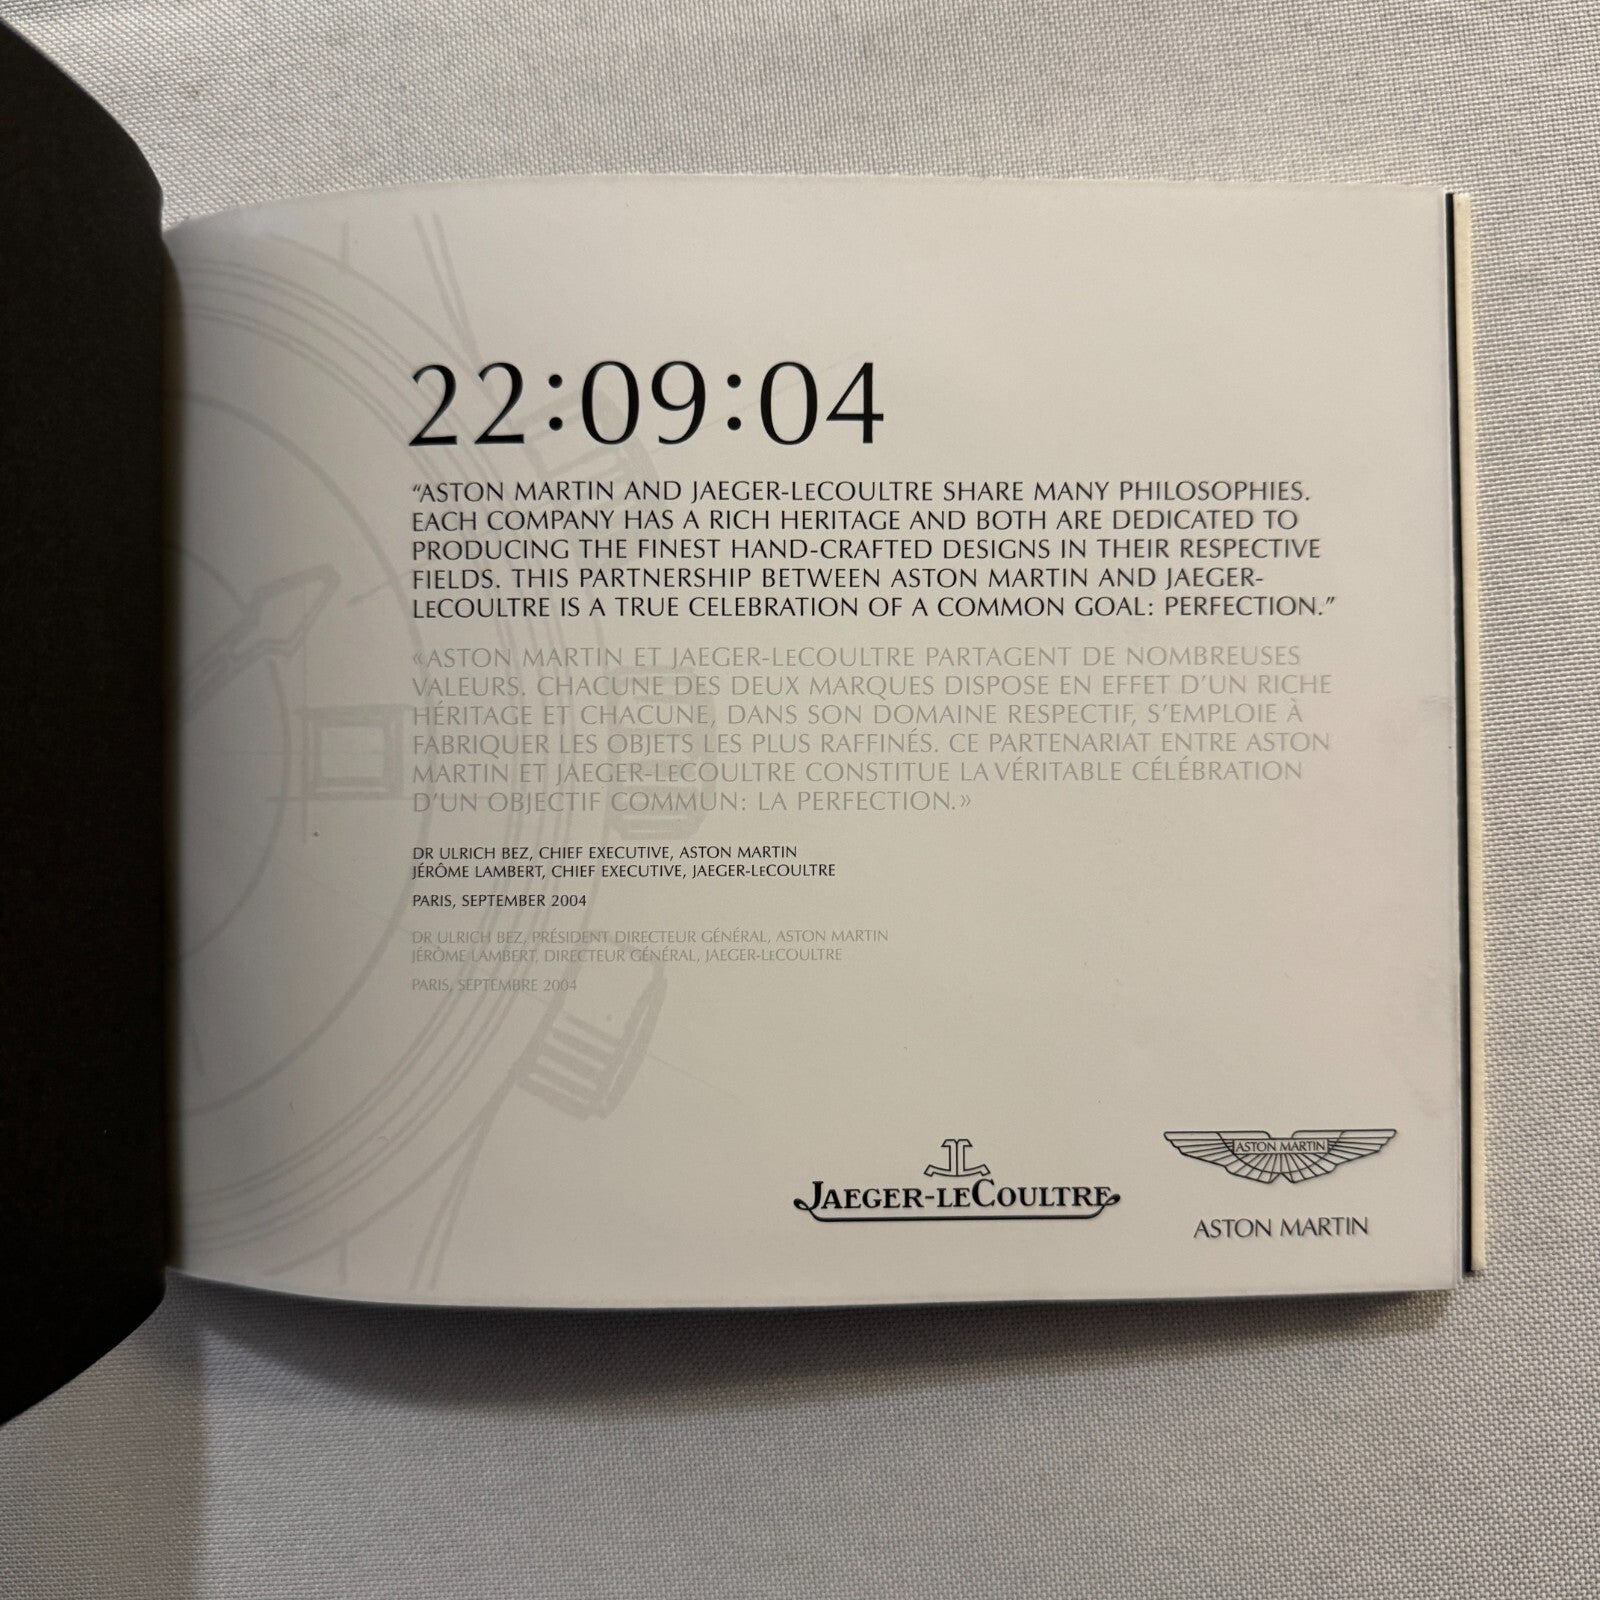 22:09:04
“ASTON MARTIN AND JAEGER-LECOULTRE SHARE MANY PHILOSOPHIES.
EACH COMPANY HAS A RICH HERITAGE AND BOTH ARE DEDICATED TO
PRODUCING THE FINEST HAND-CRAFTED DESIGNS IN THEIR RESPECTIVE
FIELDS. THIS PARTNERSHIP BETWEEN ASTON MARTIN AND JAEGER-
LECOULTRE IS A TRUE CELEBRATION OF A COMMON GOAL: PERFECTION.”
«ASTON MARTIN ET JAEGER-LECOULTRE PARTAGENT DE NOMBREUSES
VALEURS. CHACUNE DES DEUX MARQUES DISPOSE EN EFFET D’UN RICHE
HÉRITAGE ET CHACUNE, DANS SON DOMAINE RESPECTIF, S’EMPLOIE À
FABRIQUER LES OBJETS LES PLUS RAFFINÉS. CE PARTENARIAT ENTRE ASTON
MARTIN ET JAEGER-LECOULTRE CONSTITUE LA VÉRITABLE CÉLÉBRATION
D’UN OBJECTIF COMMUN: LA PERFECTION.»
DR ULRICH BEZ, CHIEF EXECUTIVE, ASTON MARTIN
JÉRÔME LAMBERT, CHIEF EXECUTIVE, JAEGER-LECOULTRE
PARIS, SEPTEMBER 2004
DR ULRICH BEZ, PRÉSIDENT DIRECTEUR GÉNÉRAL, ASTON MARTIN
JÉRÔME LAMBERT, DIRECTEUR GÉNÉRAL, JAEGER-LECOULTRE
PARIS, SEPTEMBRE 2004
JAEGER-LECOULTRE
ASTON MARTIN
ASTON MARTIN